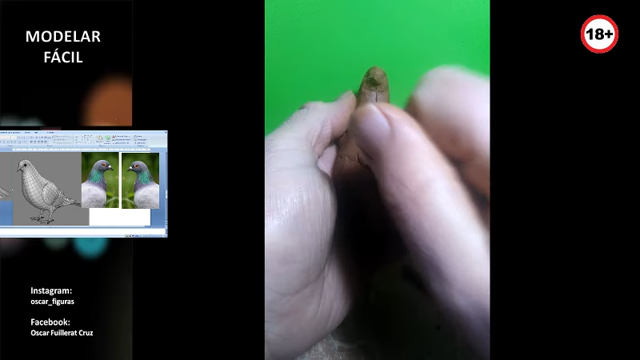 MODELAR
FÁCIL
18+
Instagram:
oscar_figuras
Facebook:
Oscar Fuillerat Cruz